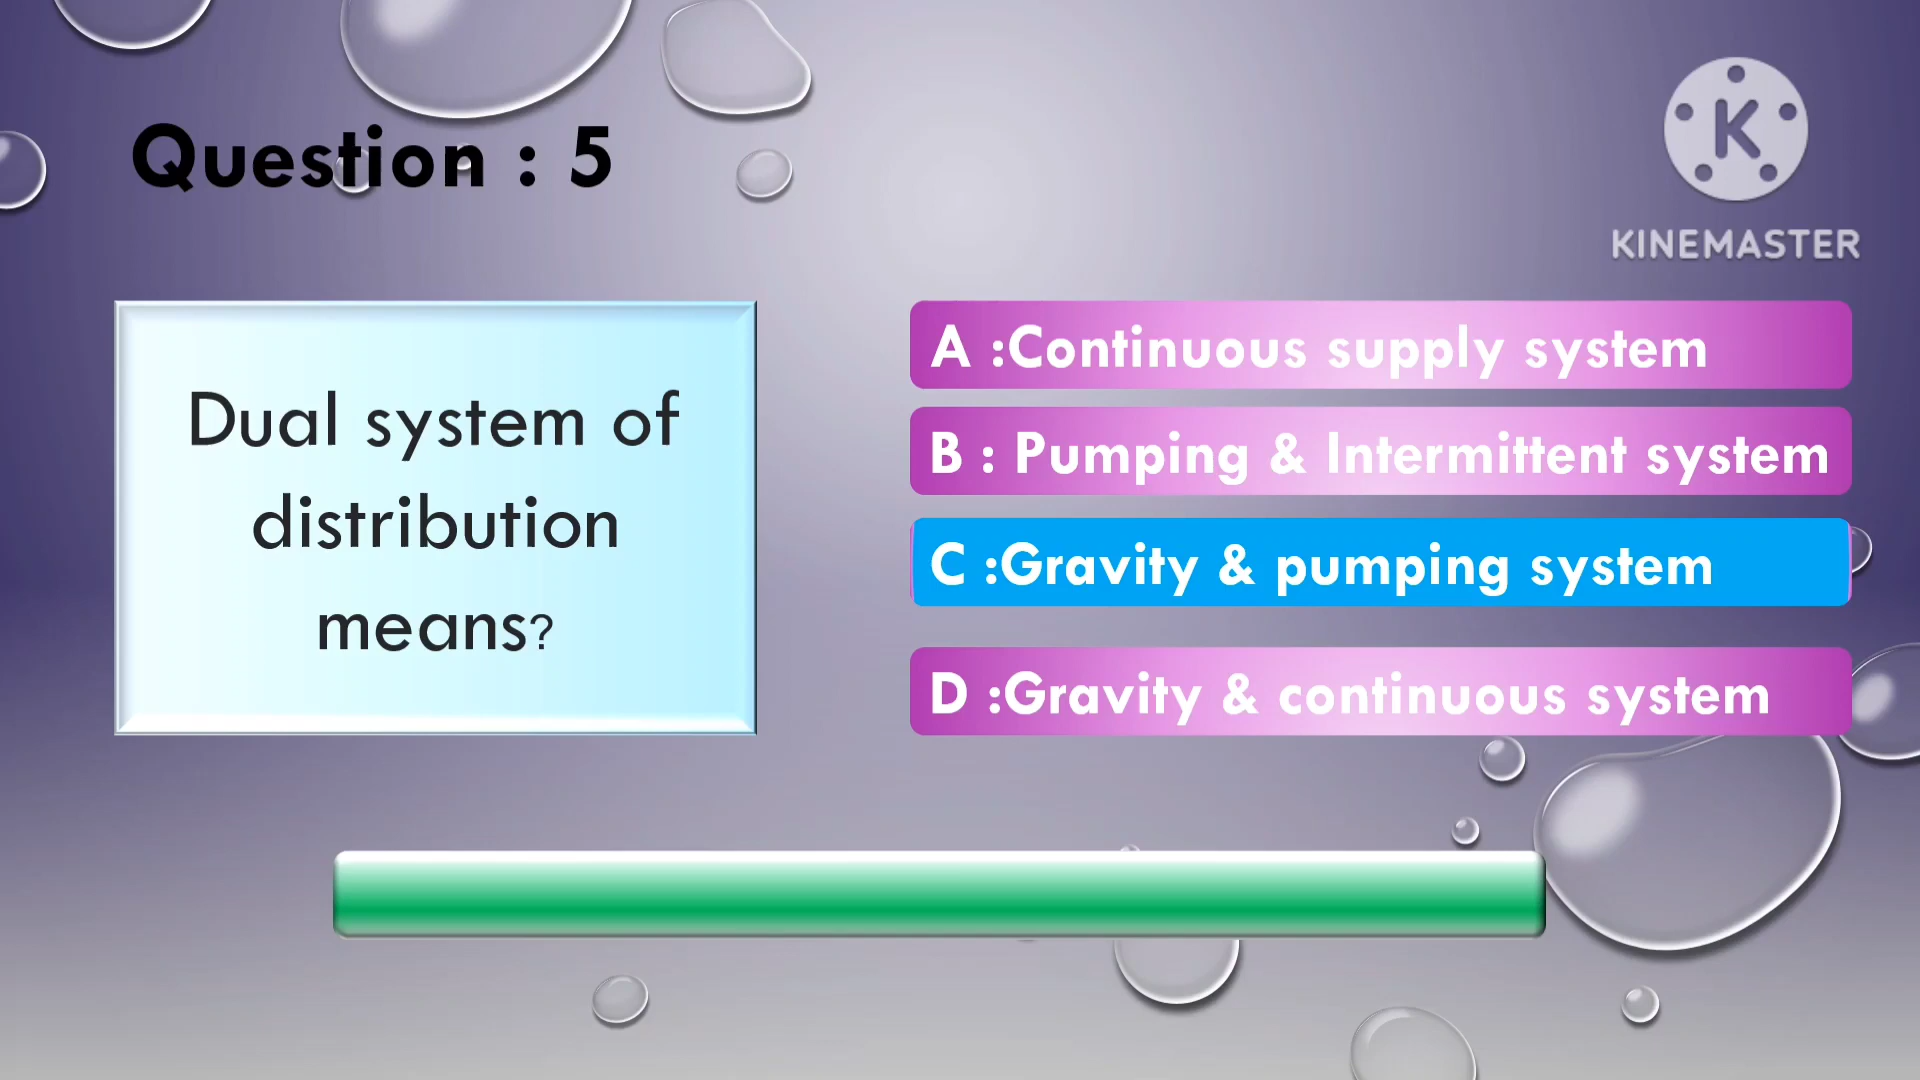 Question : 5
K
KINEMASTER
Dual system of
distribution
means?
A :Continuous supply system
B : Pumping & Intermittent system
C :Gravity & pumping system
D :Gravity & continuous system